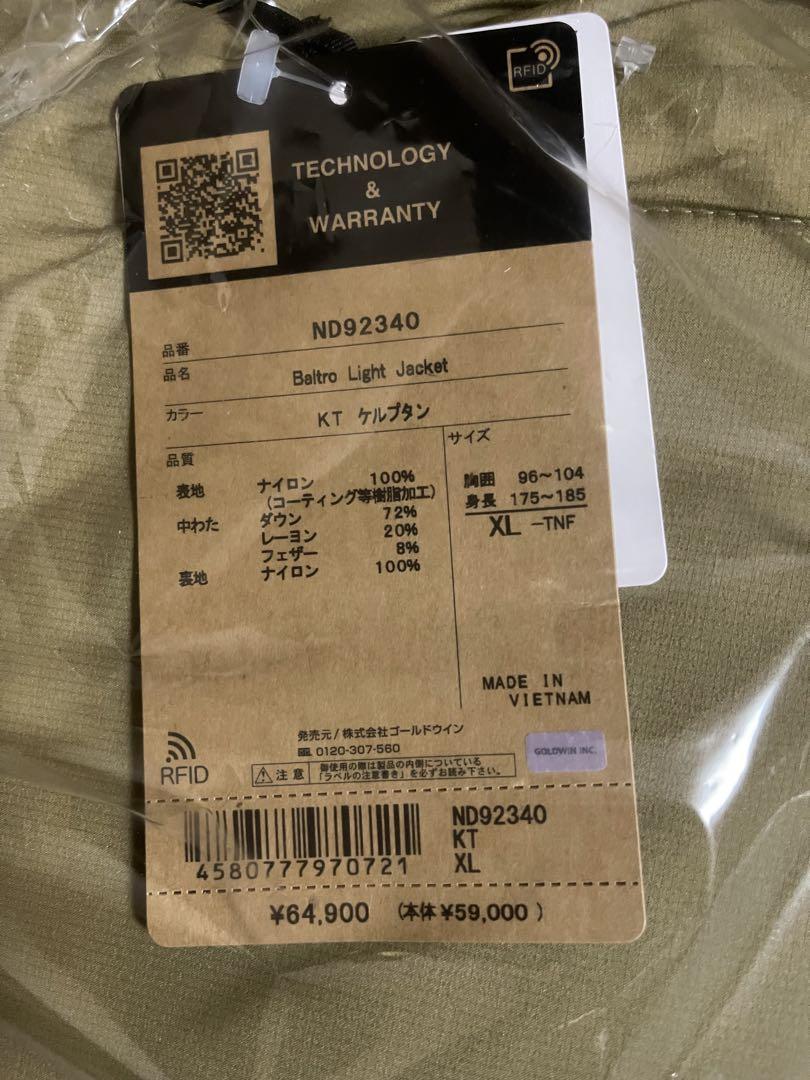 RFID
TECHNOLOGY
&
WARRANTY
品番 ND92340
品名 Baltro Light Jacket
カラー KT ケルプタン
品質
表地 ナイロン 100%
(コーティング等樹脂加工)
中わた ダウン 72%
レーヨン 20%
フェザー 8%
裏地 ナイロン 100%
サイズ
胸囲 96~104
身長 175~185
XL -TNF
MADE IN
VIETNAM
発売元/株式会社ゴールドウイン
0120-307-560
GOLDWIN INC.
RFID
注意 御使用の際は製品の内側についている
「ラベルの注意書き」を必ずお読み下さい。
4580777970721
ND92340
KT
XL
¥64,900 (本体¥59,000 )